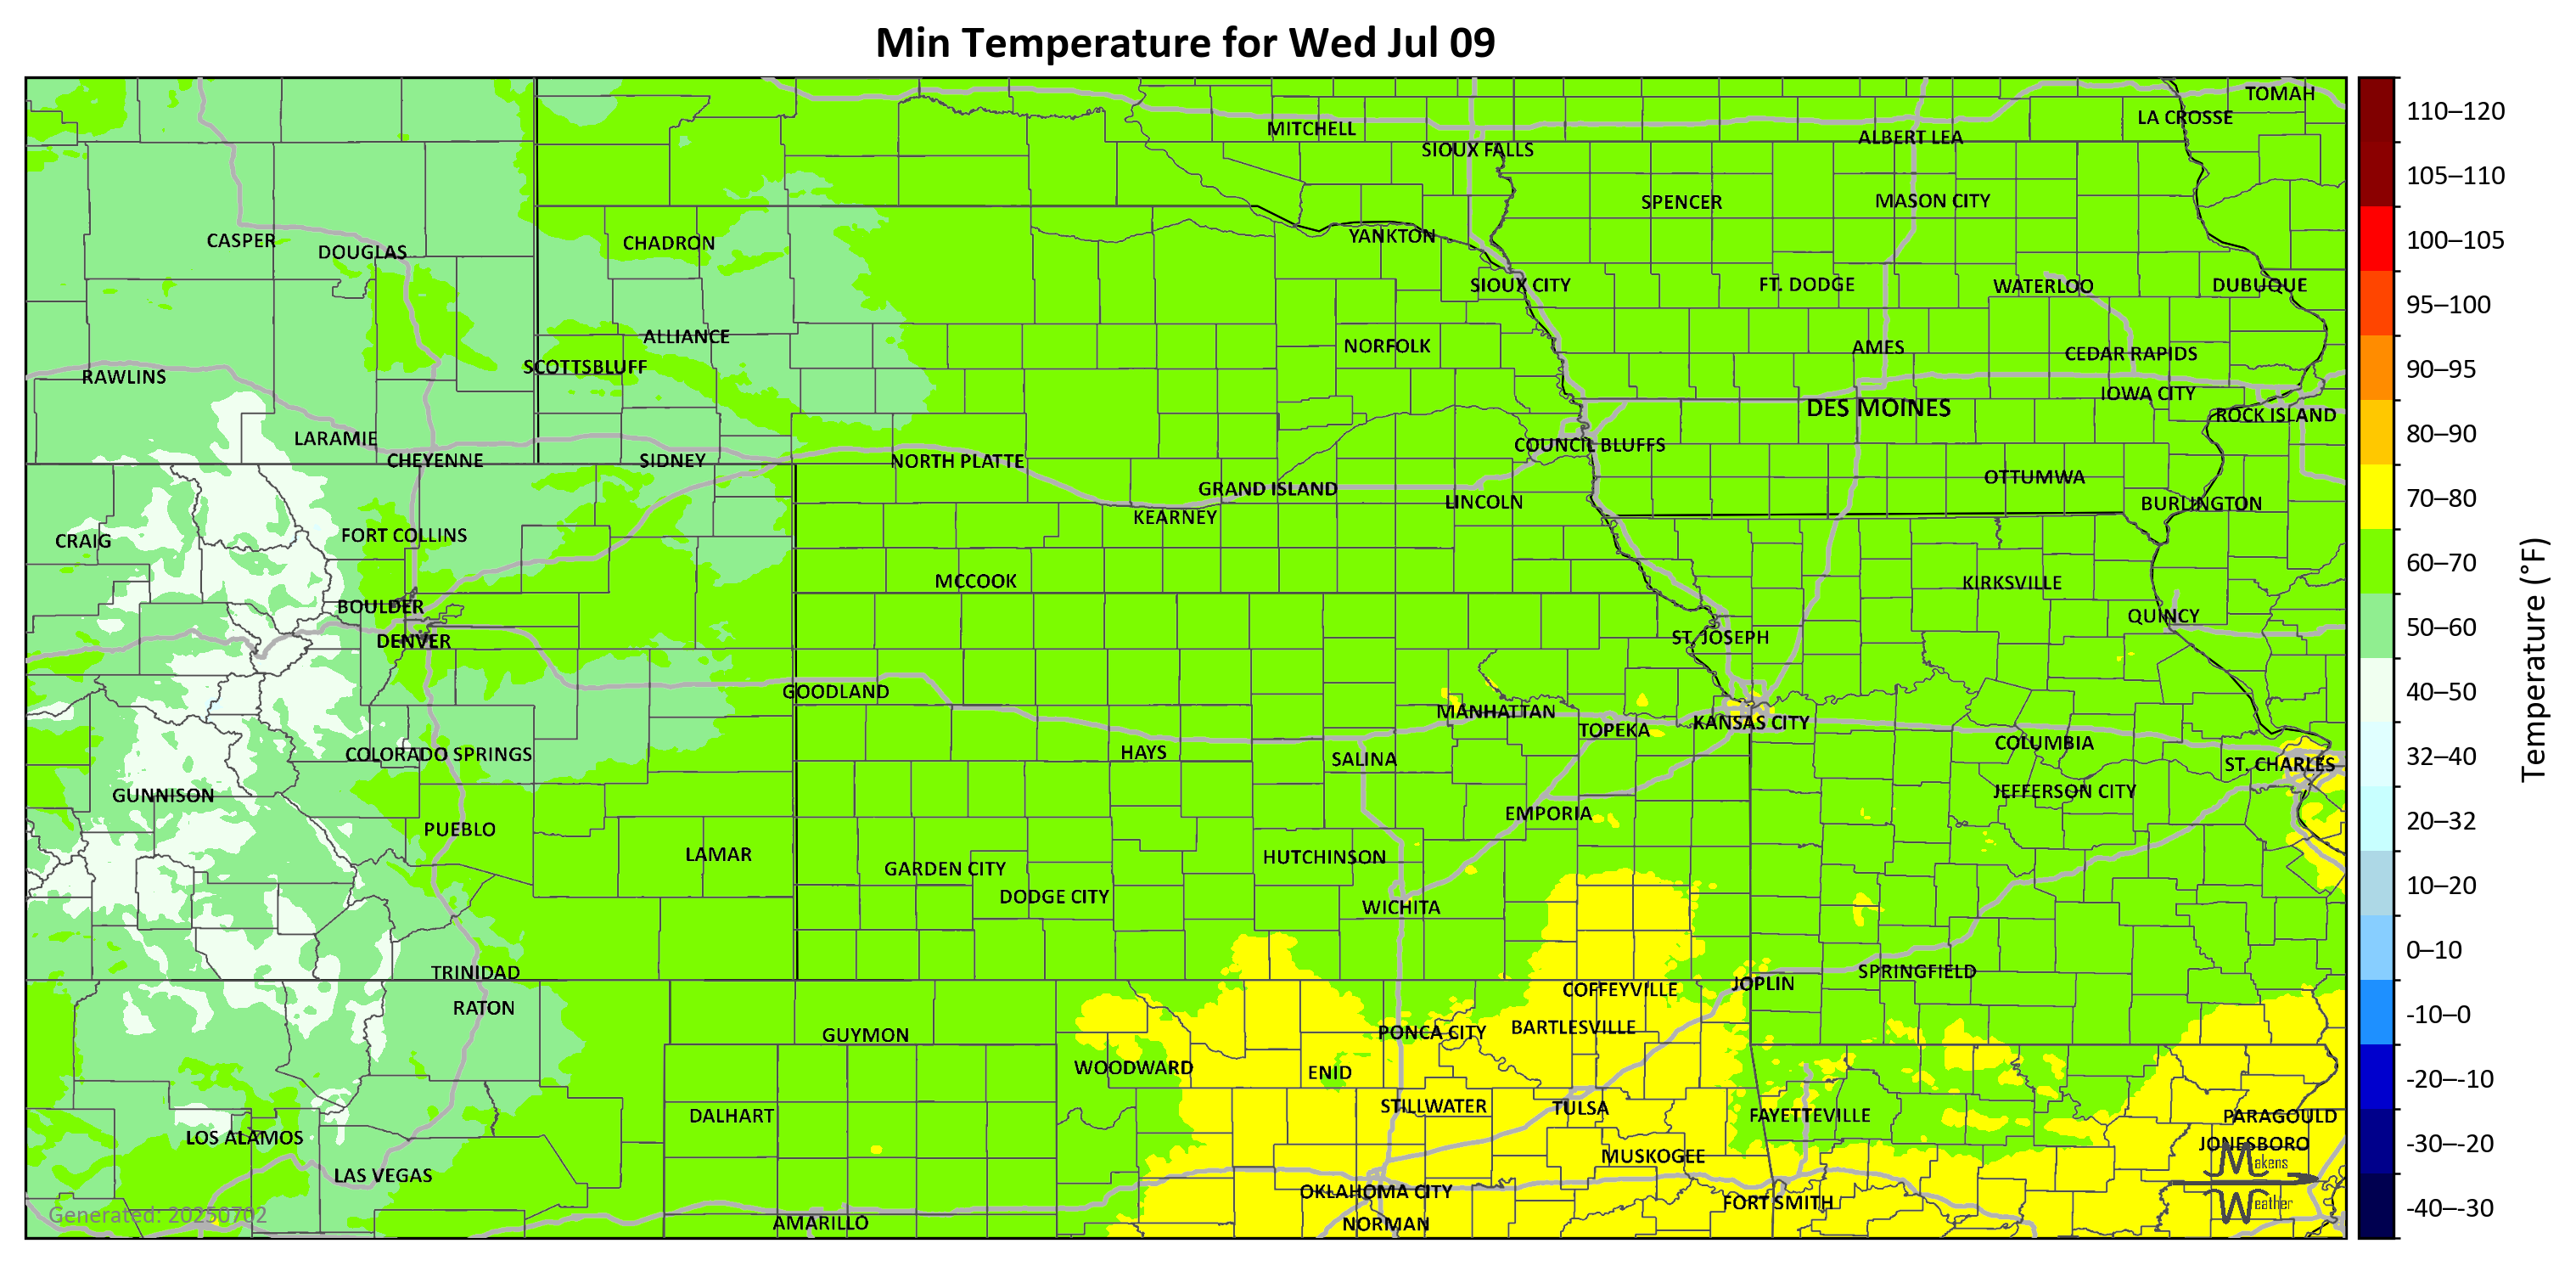 Min Temperature for Wed Jul 09
TOMAH
LA CROSSE
MITCHELL
ALBERT LEA
SIOUX FALLS
SPENCER
MASON CITY
CASPER
DOUGLAS
CHADRON
YANKTON
SIOUX CITY
FT. DODGE
WATERLOO
DUBUQUE
ALLIANCE
NORFOLK
AMES
CEDAR RAPIDS
SCOTTSBLUFF
RAWLINS
IOWA CITY
DES MOINES
ROCK ISLAND
LARAMIE
COUNCIL BLUFFS
CHEYENNE
SIDNEY
NORTH PLATTE
OTTUMWA
GRAND ISLAND
LINCOLN
BURLINGTON
KEARNEY
FORT COLLINS
CRAIG
MCCOOK
KIRKSVILLE
BOULDER
QUINCY
DENVER
ST. JOSEPH
GOODLAND
MANHATTAN
KANSAS CITY
TOPEKA
COLUMBIA
COLORADO SPRINGS
HAYS
SALINA
ST. CHARLES
GUNNISON
JEFFERSON CITY
EMPORIA
PUEBLO
LAMAR
HUTCHINSON
GARDEN CITY
DODGE CITY
WICHITA
TRINIDAD
SPRINGFIELD
JOPLIN
COFFEYVILLE
RATON
BARTLESVILLE
PONCA CITY
GUYMON
WOODWARD
ENID
STILLWATER
TULSA
DALHART
FAYETTEVILLE
PARAGOULD
LOS ALAMOS
JONESBORO
MUSKOGEE
LAS VEGAS
OKLAHOMA CITY
FORT SMITH
AMARILLO
NORMAN
Makens
Weather
Generated: 20250702
110–120
105–110
100–105
95–100
90–95
80–90
70–80
60–70
50–60
40–50
32–40
20–32
10–20
0–10
-10–0
-20–-10
-30–-20
-40–-30
Temperature (°F)